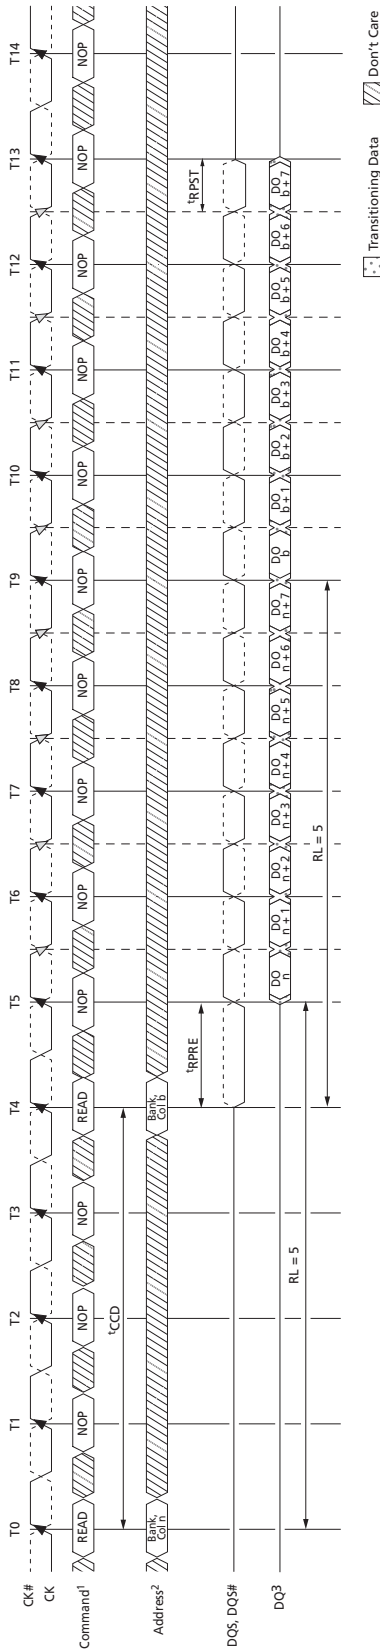 T0 T1 T2 T3 T4 T5 T6 T7 T8 T9 T10 T11 T12 T13 T14
CK#
CK
Command1 READ NOP NOP NOP READ NOP NOP NOP NOP NOP NOP NOP NOP NOP NOP
tCCD
Address2 Bank, Col n Bank, Col b
tRPRE tRPST
DQS, DQS#
DQ3 DO n DO n + 1 DO n + 2 DO n + 3 DO n + 4 DO n + 5 DO n + 6 DO n + 7 DO b DO b + 1 DO b + 2 DO b + 3 DO b + 4 DO b + 5 DO b + 6 DO b + 7
RL = 5
RL = 5
Transitioning Data Don't Care